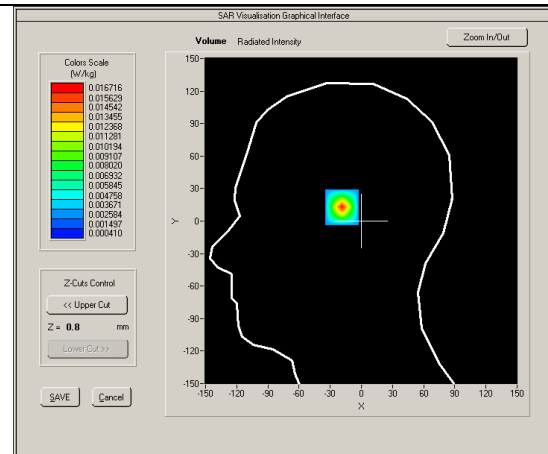 SAR Visualisation Graphical Interface
Volume Radiated Intensity
Zoom In/Out
Colors Scale
(W/kg)
0.016716
0.015629
0.014542
0.013455
0.012368
0.011281
0.010194
0.009107
0.008020
0.006932
0.005845
0.004758
0.003671
0.002584
0.001497
0.000410
Z-Cuts Control
<< Upper Cut
Z = 0.8 mm
Lower Cut >>
SAVE Cancel
150
120
90
60
30
0
-30
-60
-90
-120
-150
Y
-150 -120 -90 -60 -30 0 30 60 90 120 150
X